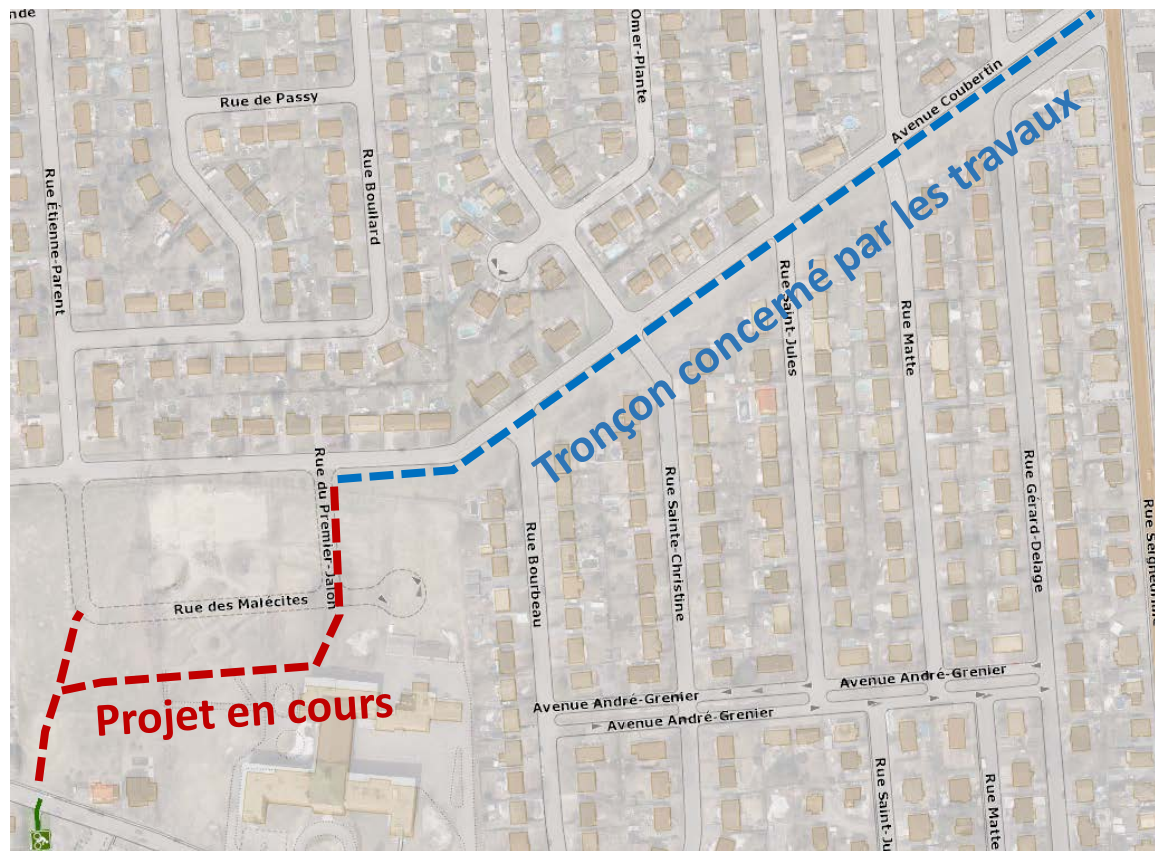 nde
Rue de Passy
Omer-Plante
Avenue Coubertin
Rue Étienne-Parent
Rue Boullard
Tronçon concerné par les travaux
Rue Saint-Jules
Rue Matte
Rue du Premier-Jalon
Rue Sainte-Christine
Rue Gérard-Delage
Rue Bourbeau
Rue des Malécites
Projet en cours
Avenue André-Grenier
Avenue André-Grenier
Avenue André-Grenier
Rue Saint-Ju
Matte